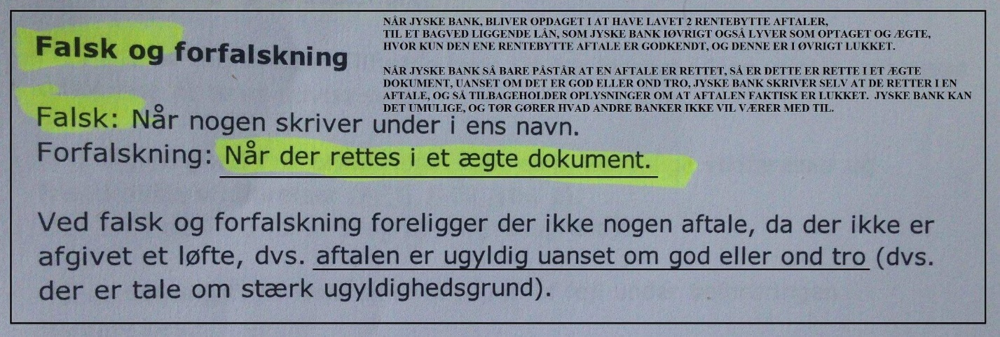 Falsk og forfalskning
NÅR JYSKE BANK, BLIVER OPDAGET I AT HAVE LAVET 2 RENTEBYTTE AFTALER,
TIL ET BAGVED LIGGENDE LÅN, SOM JYSKE BANK IØVRIGT OGSÅ LYVER SOM OPTAGET OG ÆGTE,
HVOR KUN DEN ENE RENTEBYTTE AFTALE ER GODKENDT, OG DENNE ER I ØVRIGT LUKKET.
NÅR JYSKE BANK SÅ BARE PÅSTÅR AT EN AFTALE ER RETTET, SÅ ER DETTE ER RETTE I ET ÆGTE
DOKUMENT, UANSET OM DET ER GOD ELLER OND TRO, JYSKE BANK SKRIVER SELV AT DE RETTER I EN
AFTALE, OG SÅ TILBAGEHOLDER OPLYSNINGER OM AT AFTALEN FAKTISK ER LUKKET. JYSKE BANK KAN
DET UMULIGE, OG TØR GØRER HVAD ANDRE BANKER IKKE VIL VÆRER MED TIL.
Falsk: Når nogen skriver under i ens navn.
Forfalskning: Når der rettes i et ægte dokument.
Ved falsk og forfalskning foreligger der ikke nogen aftale, da der ikke er
afgivet et løfte, dvs. aftalen er ugyldig uanset om god eller ond tro (dvs.
der er tale om stærk ugyldighedsgrund).